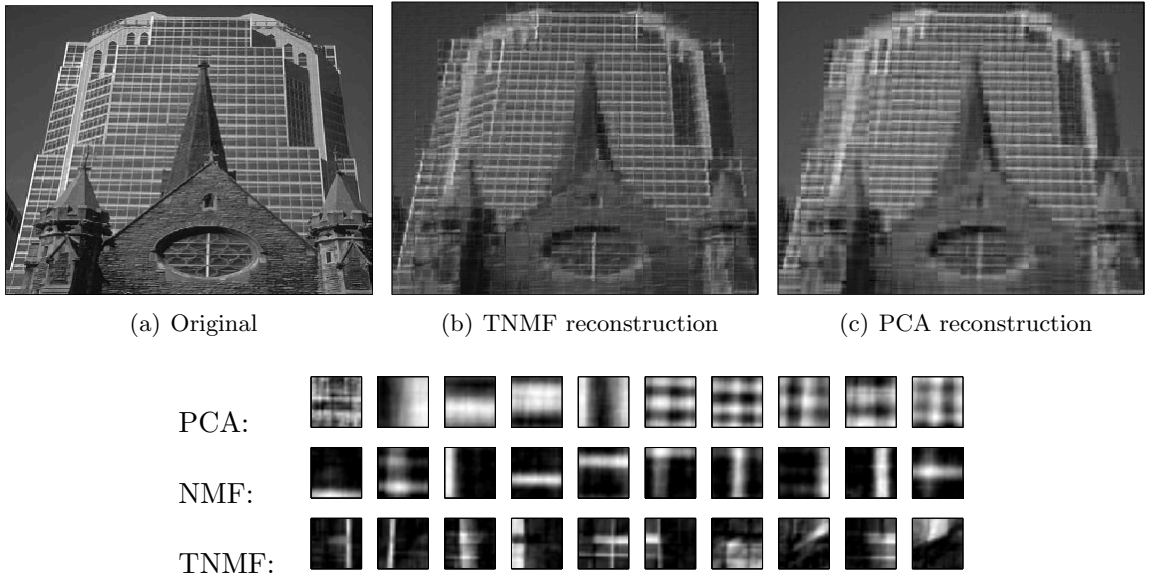 (a) Original
(b) TNMF reconstruction
(c) PCA reconstruction
PCA:
NMF:
TNMF: